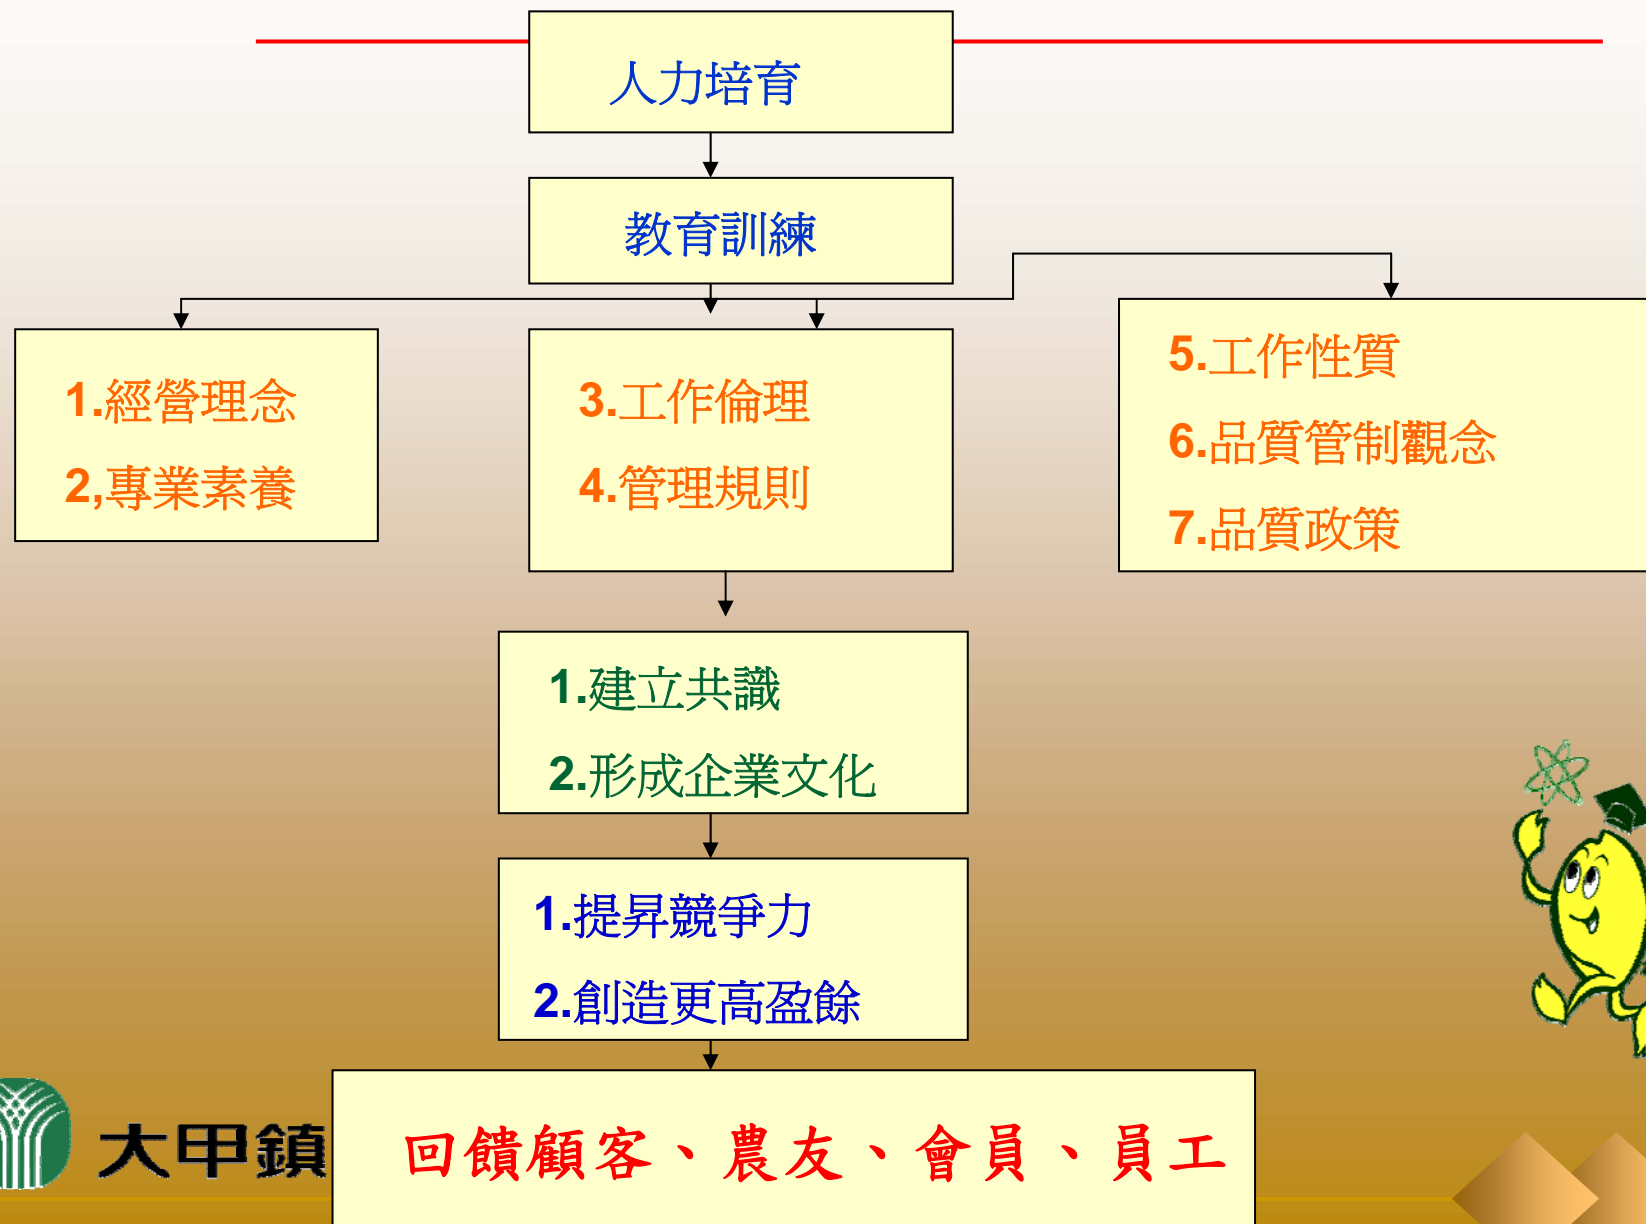 人力培育
教育訓練
1.經營理念
2,專業素養
3.工作倫理
4.管理規則
5.工作性質
6.品質管制觀念
7.品質政策
1.建立共識
2.形成企業文化
1.提昇競爭力
2.創造更高盈餘
回饋顧客、農友、會員、員工
大甲鎮